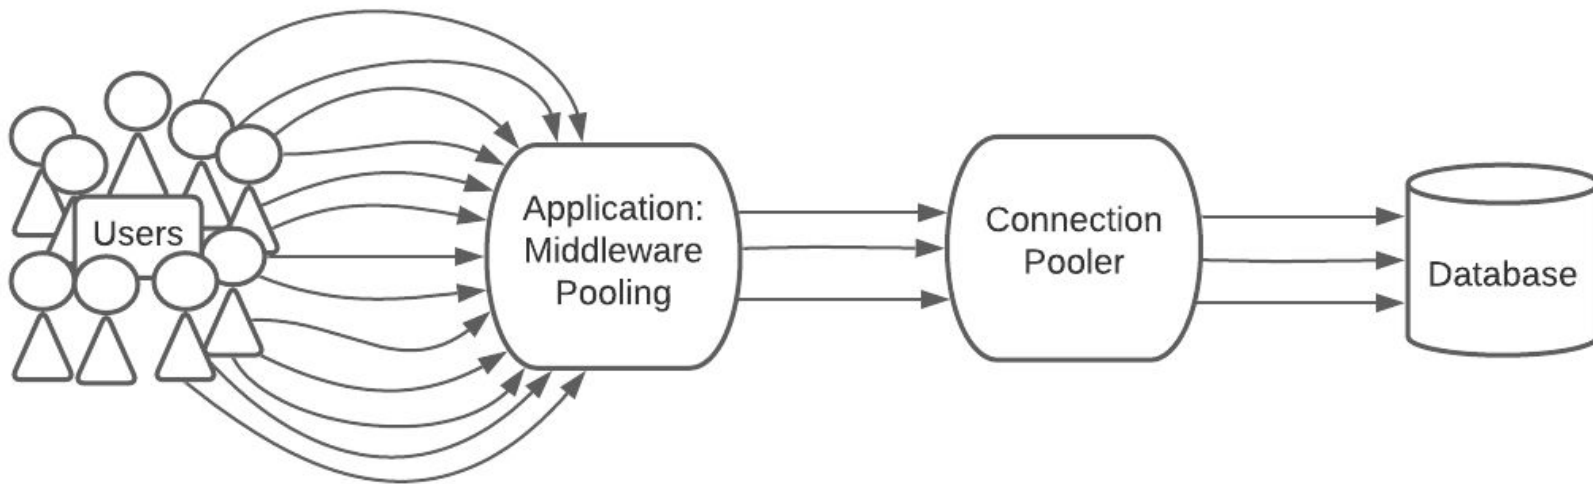 Users
Application:
Middleware
Pooling
Connection
Pooler
Database